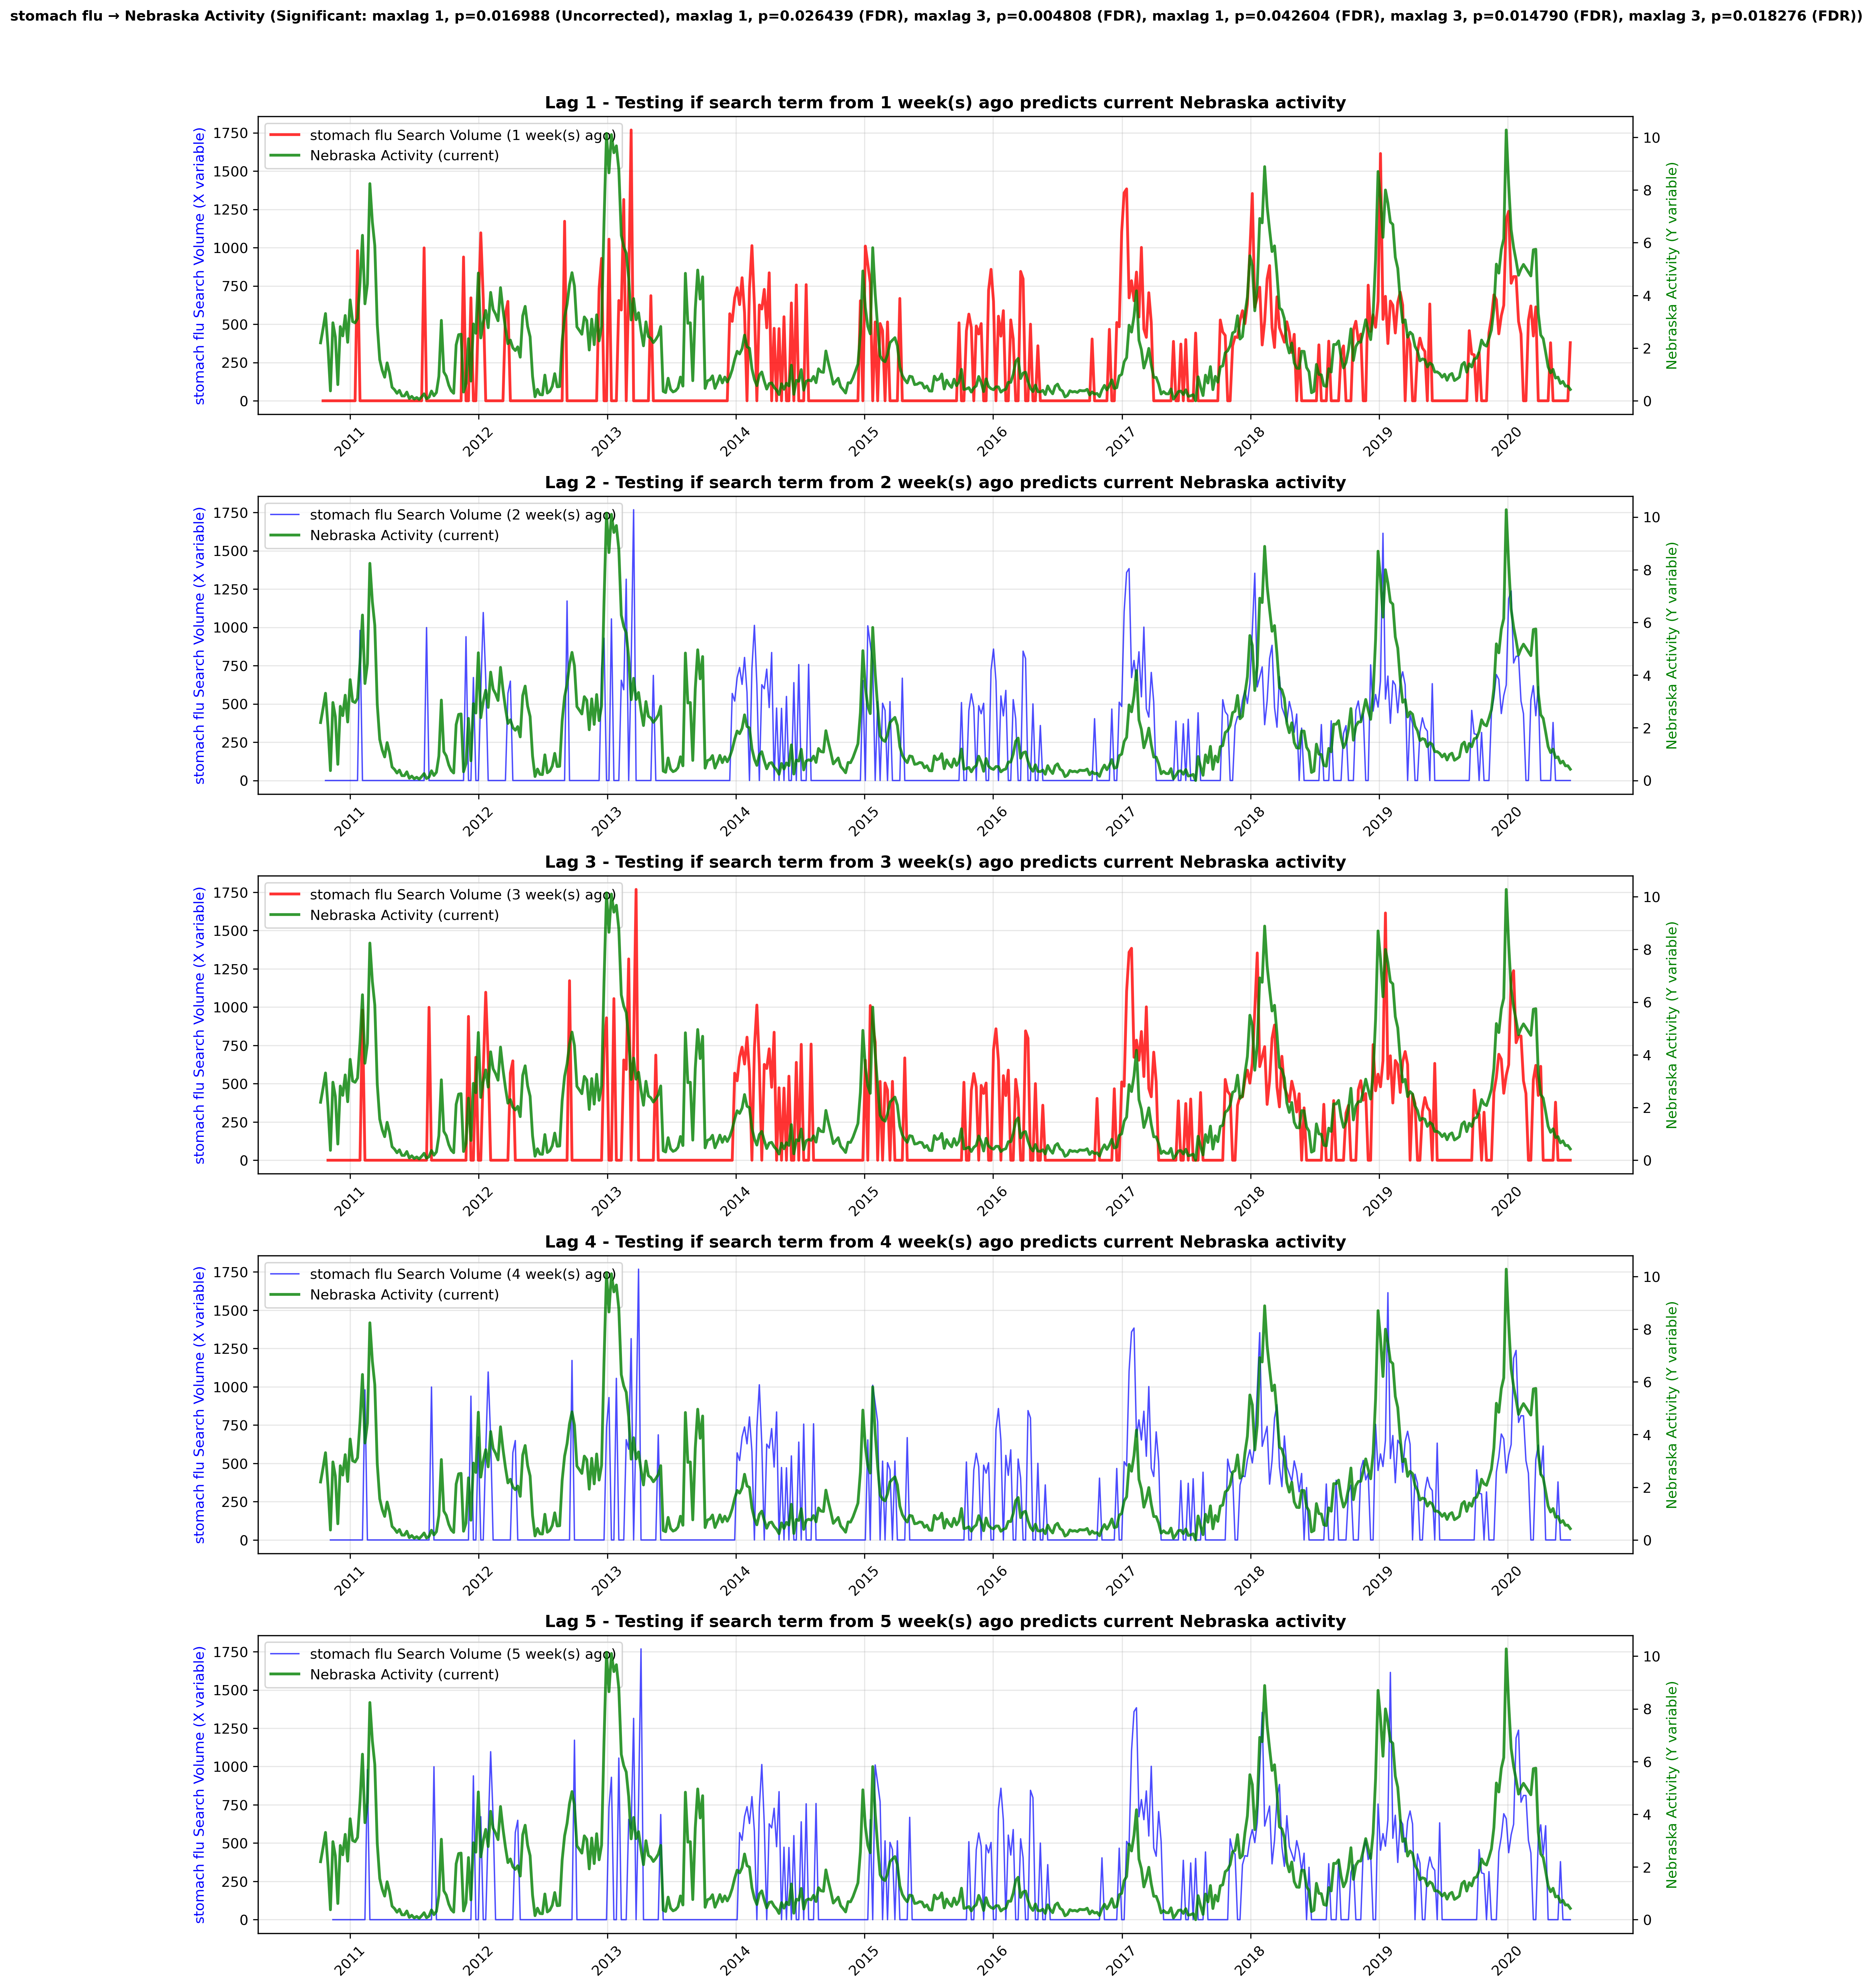 stomach flu → Nebraska Activity (Significant: maxlag 1, p=0.016988 (Uncorrected), maxlag 1, p=0.026439 (FDR), maxlag 3, p=0.004808 (FDR), maxlag 1, p=0.042604 (FDR), maxlag 3, p=0.014790 (FDR), maxlag 3, p=0.018276 (FDR))
Lag 1 - Testing if search term from 1 week(s) ago predicts current Nebraska activity
stomach flu Search Volume (1 week(s) ago)
Nebraska Activity (current)
stomach flu Search Volume (X variable)
1750
1500
1250
1000
750
500
250
0
10
8
6
4
2
0
Nebraska Activity (Y variable)
2011 2012 2013 2014 2015 2016 2017 2018 2019 2020
Lag 2 - Testing if search term from 2 week(s) ago predicts current Nebraska activity
stomach flu Search Volume (2 week(s) ago)
Nebraska Activity (current)
stomach flu Search Volume (X variable)
1750
1500
1250
1000
750
500
250
0
10
8
6
4
2
0
Nebraska Activity (Y variable)
2011 2012 2013 2014 2015 2016 2017 2018 2019 2020
Lag 3 - Testing if search term from 3 week(s) ago predicts current Nebraska activity
stomach flu Search Volume (3 week(s) ago)
Nebraska Activity (current)
stomach flu Search Volume (X variable)
1750
1500
1250
1000
750
500
250
0
10
8
6
4
2
0
Nebraska Activity (Y variable)
2011 2012 2013 2014 2015 2016 2017 2018 2019 2020
Lag 4 - Testing if search term from 4 week(s) ago predicts current Nebraska activity
stomach flu Search Volume (4 week(s) ago)
Nebraska Activity (current)
stomach flu Search Volume (X variable)
1750
1500
1250
1000
750
500
250
0
10
8
6
4
2
0
Nebraska Activity (Y variable)
2011 2012 2013 2014 2015 2016 2017 2018 2019 2020
Lag 5 - Testing if search term from 5 week(s) ago predicts current Nebraska activity
stomach flu Search Volume (5 week(s) ago)
Nebraska Activity (current)
stomach flu Search Volume (X variable)
1750
1500
1250
1000
750
500
250
0
10
8
6
4
2
0
Nebraska Activity (Y variable)
2011 2012 2013 2014 2015 2016 2017 2018 2019 2020